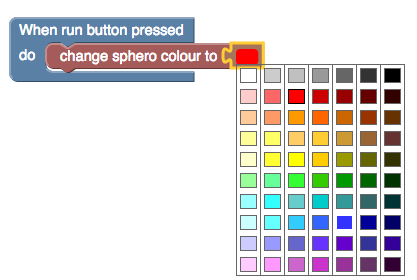 When run button pressed
do change sphero colour to